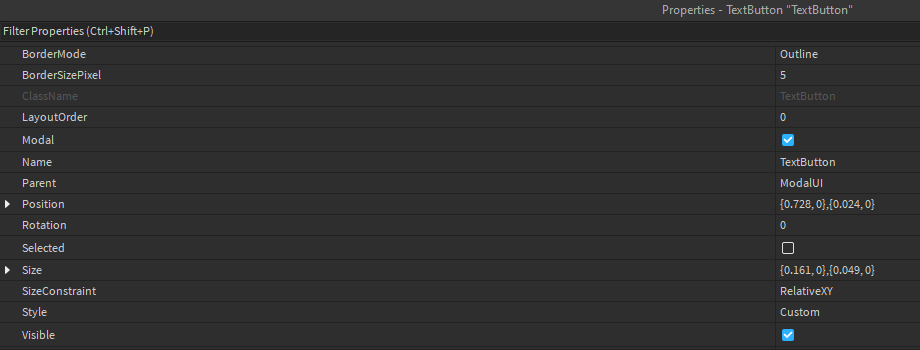 Properties - TextButton "TextButton"
Filter Properties (Ctrl+Shift+P)
BorderMode Outline
BorderSizePixel 5
ClassName TextButton
LayoutOrder 0
Modal
Name TextButton
Parent ModalUI
Position {0.728, 0},{0.024, 0}
Rotation 0
Selected
Size {0.161, 0},{0.049, 0}
SizeConstraint RelativeXY
Style Custom
Visible